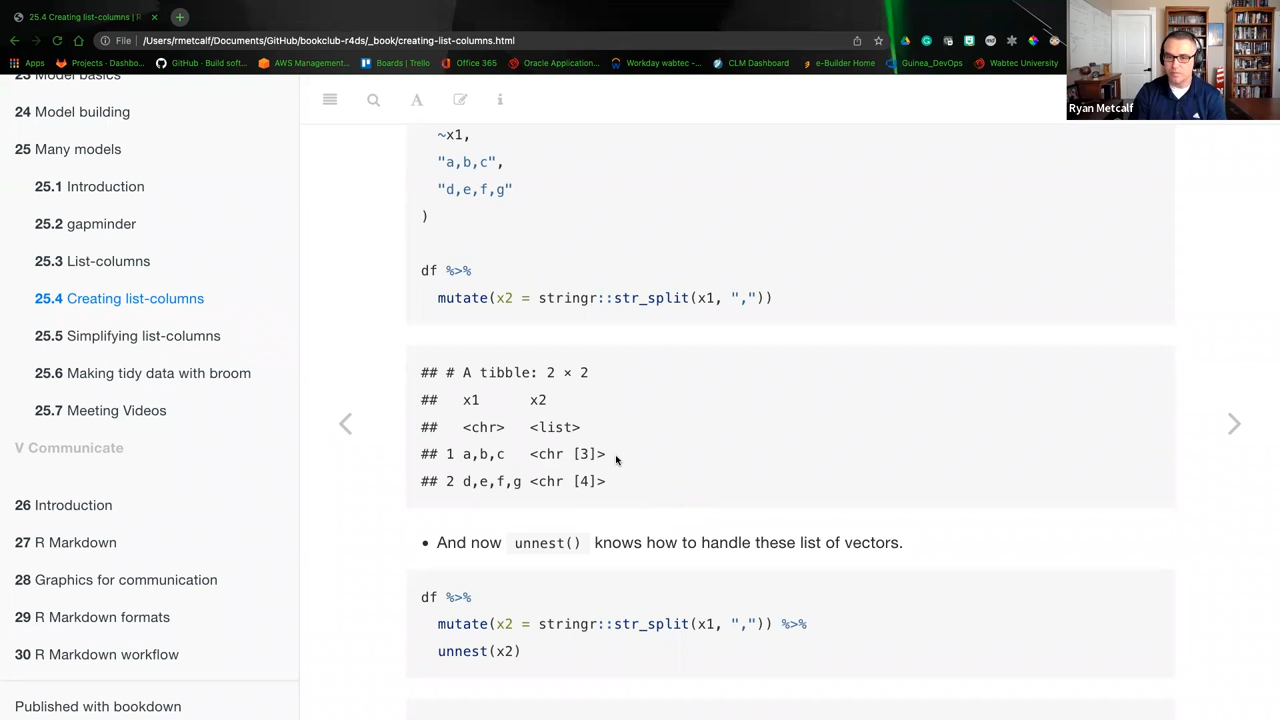 25.4 Creating list-columns | R
File
/Users/rmetcalf/Documents/GitHub/bookclub-r4ds/_book/creating-list-columns.html
Apps
Projects - Dashbo...
GitHub - Build soft...
AWS Management...
Boards | Trello
Office 365
Oracle Application...
Workday wabtec -...
CLM Dashboard
e-Builder Home
Guinea_DevOps
Wabtec University
Ryan Metcalf
23 Model basics
24 Model building
25 Many models
25.1 Introduction
25.2 gapminder
25.3 List-columns
25.4 Creating list-columns
25.5 Simplifying list-columns
25.6 Making tidy data with broom
25.7 Meeting Videos
V Communicate
26 Introduction
27 R Markdown
28 Graphics for communication
29 R Markdown formats
30 R Markdown workflow
Published with bookdown
~x1,
"a,b,c",
"d,e,f,g"
)
df %>%
mutate(x2 = stringr::str_split(x1, ","))
## # A tibble: 2 × 2
##   x1      x2
##   <chr>   <list>
## 1 a,b,c   <chr [3]>
## 2 d,e,f,g <chr [4]>
• And now unnest() knows how to handle these list of vectors.
df %>%
mutate(x2 = stringr::str_split(x1, ",")) %>%
unnest(x2)